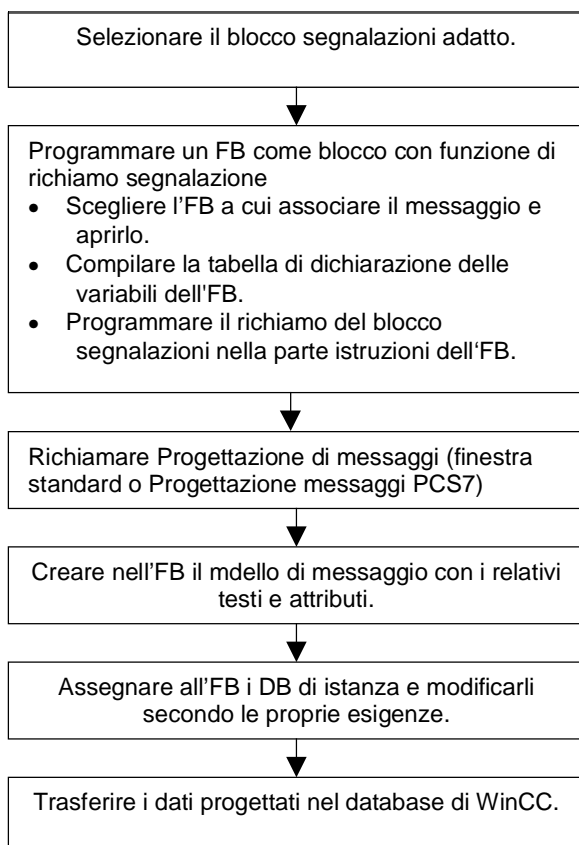 Selezionare il blocco segnalazioni adatto.
Programmare un FB come blocco con funzione di
richiamo segnalazione
• Scegliere l'FB a cui associare il messaggio e
aprirlo.
• Compilare la tabella di dichiarazione delle
variabili dell'FB.
• Programmare il richiamo del blocco
segnalazioni nella parte istruzioni dell‘FB.
Richiamare Progettazione di messaggi (finestra
standard o Progettazione messaggi PCS7)
Creare nell'FB il mdello di messaggio con i relativi
testi e attributi.
Assegnare all'FB i DB di istanza e modificarli
secondo le proprie esigenze.
Trasferire i dati progettati nel database di WinCC.